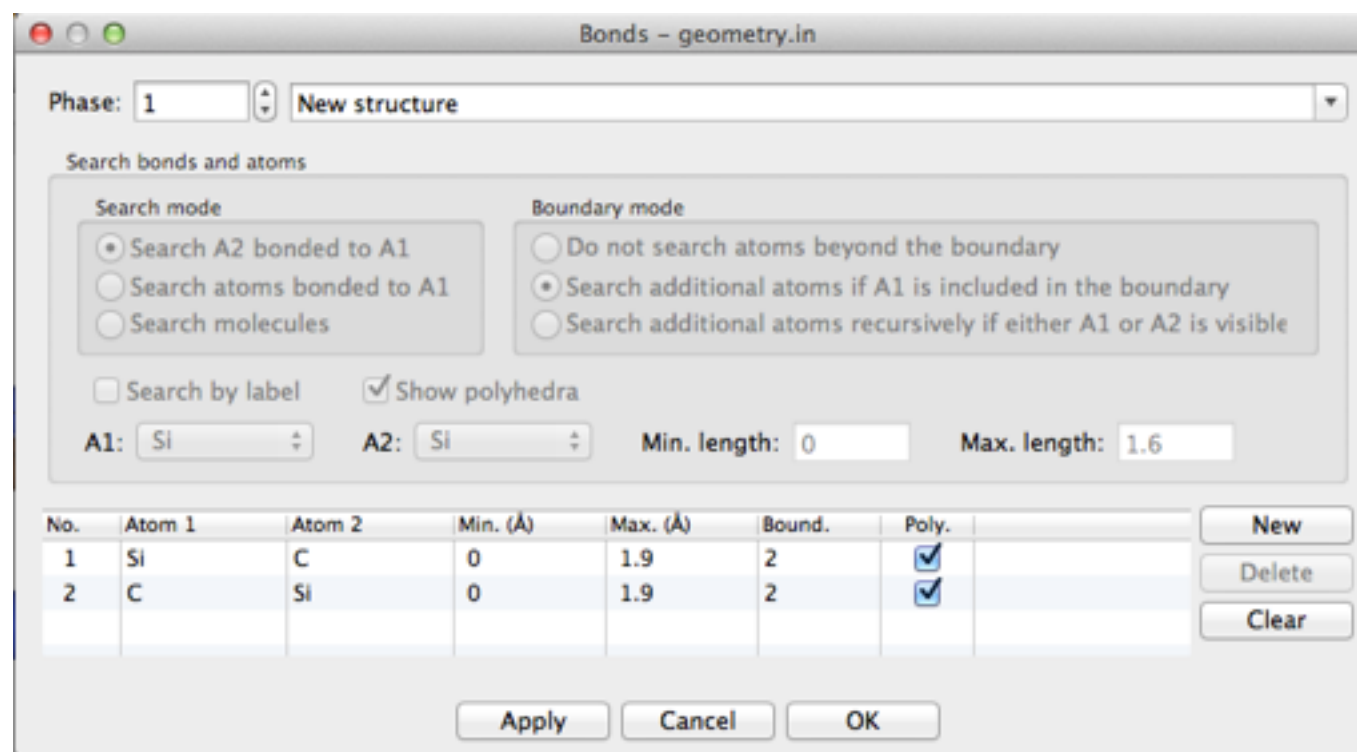 Bonds – geometry.in
Phase: 1 New structure
Search bonds and atoms
Search mode Boundary mode
Search A2 bonded to A1 Do not search atoms beyond the boundary
Search atoms bonded to A1 Search additional atoms if A1 is included in the boundary
Search molecules Search additional atoms recursively if either A1 or A2 is visible
Search by label Show polyhedra
A1: Si A2: Si Min. length: 0 Max. length: 1.6
No. Atom 1 Atom 2 Min. (Å) Max. (Å) Bound. Poly. New
1 Si C 0 1.9 2
Delete
2 C Si 0 1.9 2
Clear
Apply Cancel OK